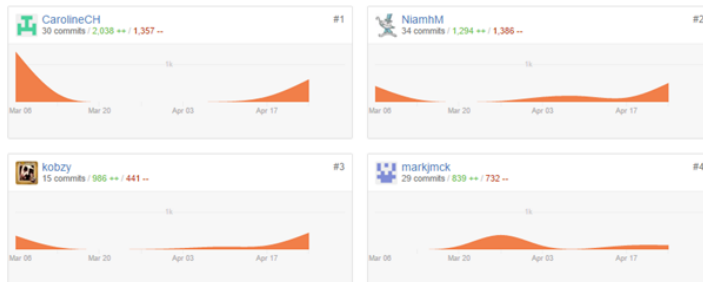 CarolineCH #1
30 commits / 2,038 ++ / 1,357 --
1k
Mar 06 Mar 20 Apr 03 Apr 17
NiamhM #2
34 commits / 1,294 ++ / 1,386 --
1k
Mar 06 Mar 20 Apr 03 Apr 17
kobzy #3
15 commits / 986 ++ / 441 --
1k
Mar 06 Mar 20 Apr 03 Apr 17
markjmck #4
29 commits / 839 ++ / 732 --
1k
Mar 06 Mar 20 Apr 03 Apr 17